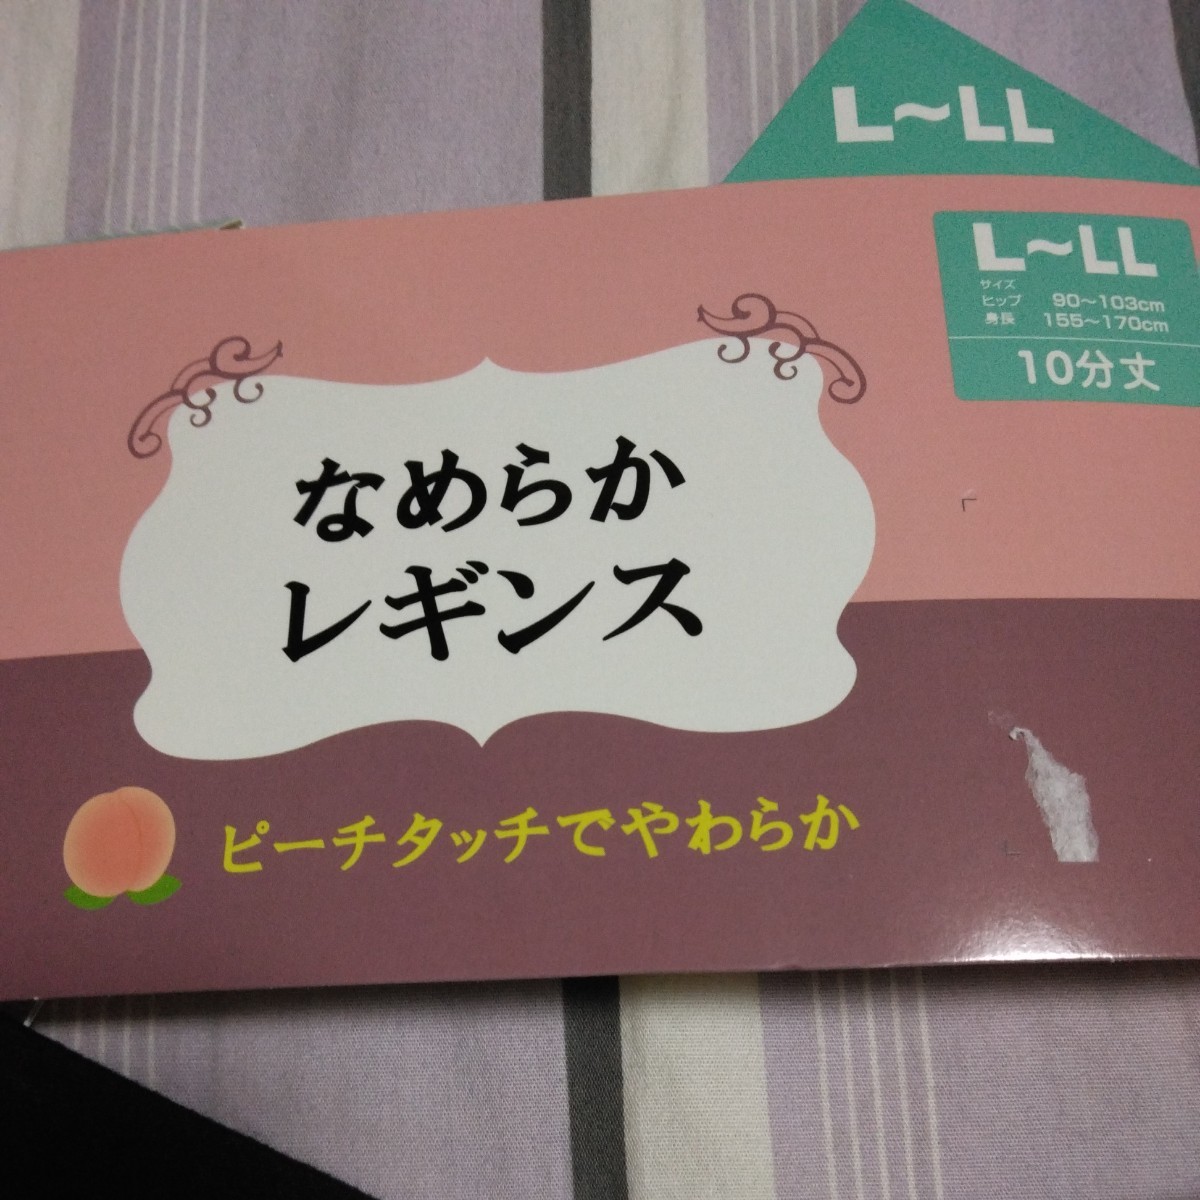 L～LL
L～LL
サイズ
ヒップ 90～103cm
身長 155～170cm
10分丈
なめらか
レギンス
ピーチタッチでやわらか